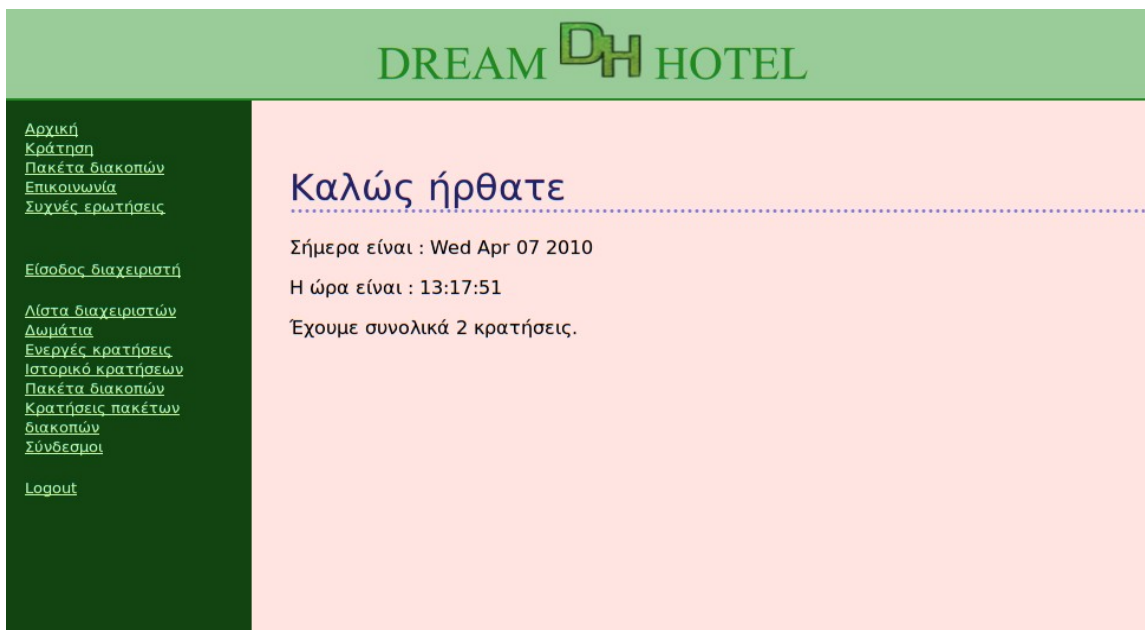 DREAM DH HOTEL
Αρχική
Κράτηση
Πακέτα διακοπών
Επικοινωνία
Συχνές ερωτήσεις
Είσοδος διαχειριστή
Λίστα διαχειριστών
Δωμάτια
Ενεργές κρατήσεις
Ιστορικό κρατήσεων
Πακέτα διακοπών
Κρατήσεις πακέτων
διακοπών
Σύνδεσμοι
Logout
Καλώς ήρθατε
Σήμερα είναι : Wed Apr 07 2010
Η ώρα είναι : 13:17:51
Έχουμε συνολικά 2 κρατήσεις.